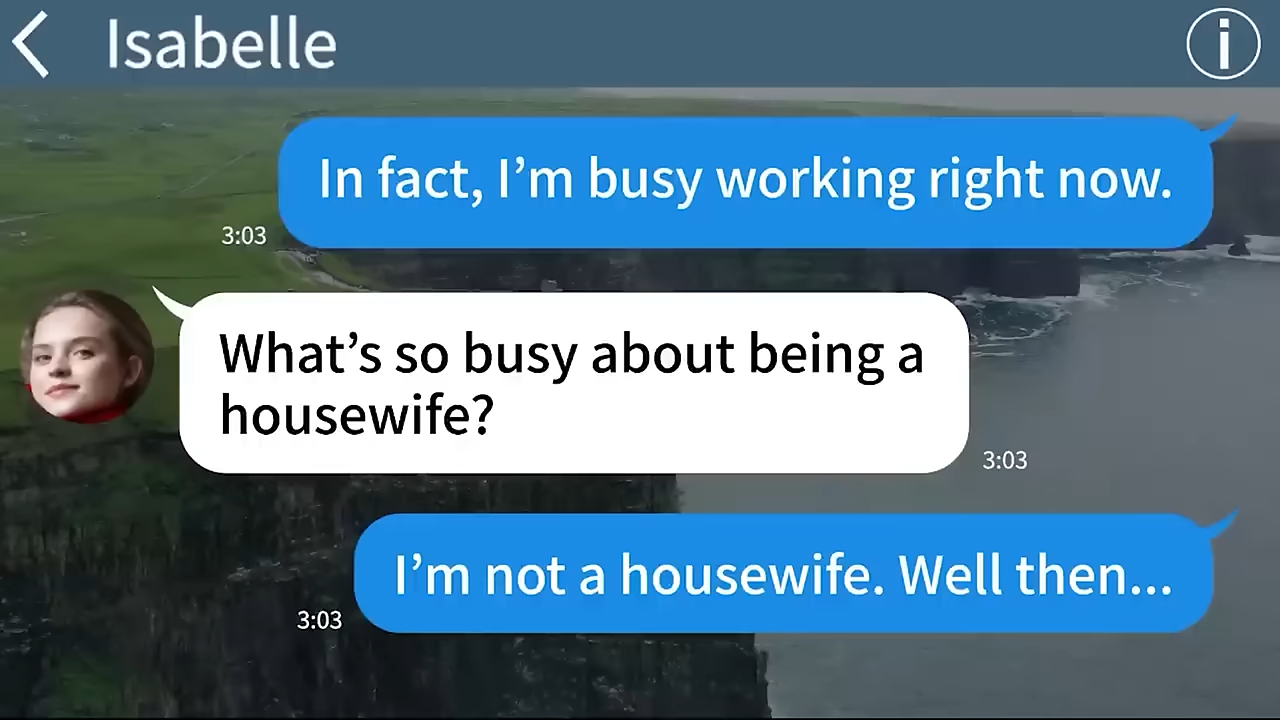 Isabelle
In fact, I’m busy working right now.
3:03
What’s so busy about being a
housewife?
3:03
I’m not a housewife. Well then...
3:03